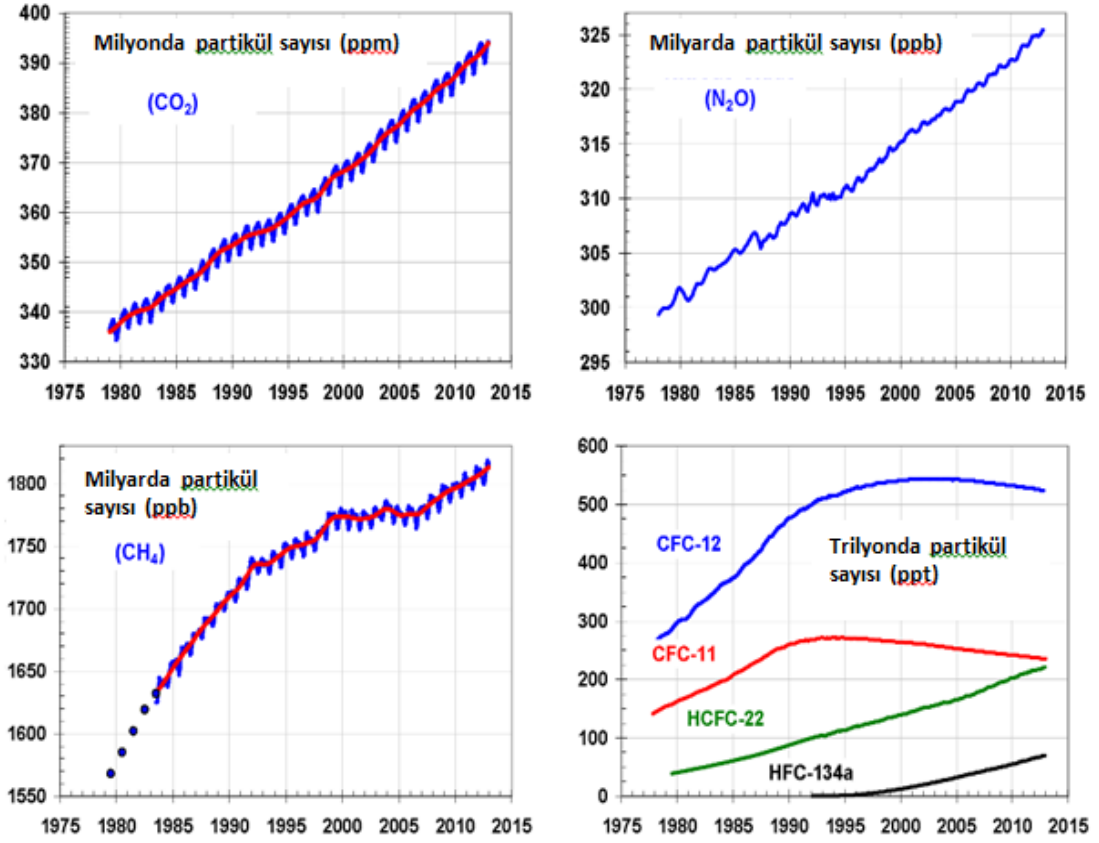 400
390
380
370
360
350
340
330
Milyonda partikül sayısı (ppm)
(CO₂)
1975 1980 1985 1990 1995 2000 2005 2010 2015
325
320
315
310
305
300
295
Milyarda partikül sayısı (ppb)
(N₂O)
1975 1980 1985 1990 1995 2000 2005 2010 2015
1800
1750
1700
1650
1600
1550
Milyarda partikül
sayısı (ppb)
(CH₄)
1975 1980 1985 1990 1995 2000 2005 2010 2015
600
500
400
300
200
100
0
CFC-12
Trilyonda partikül
sayısı (ppt)
CFC-11
HCFC-22
HFC-134a
1975 1980 1985 1990 1995 2000 2005 2010 2015